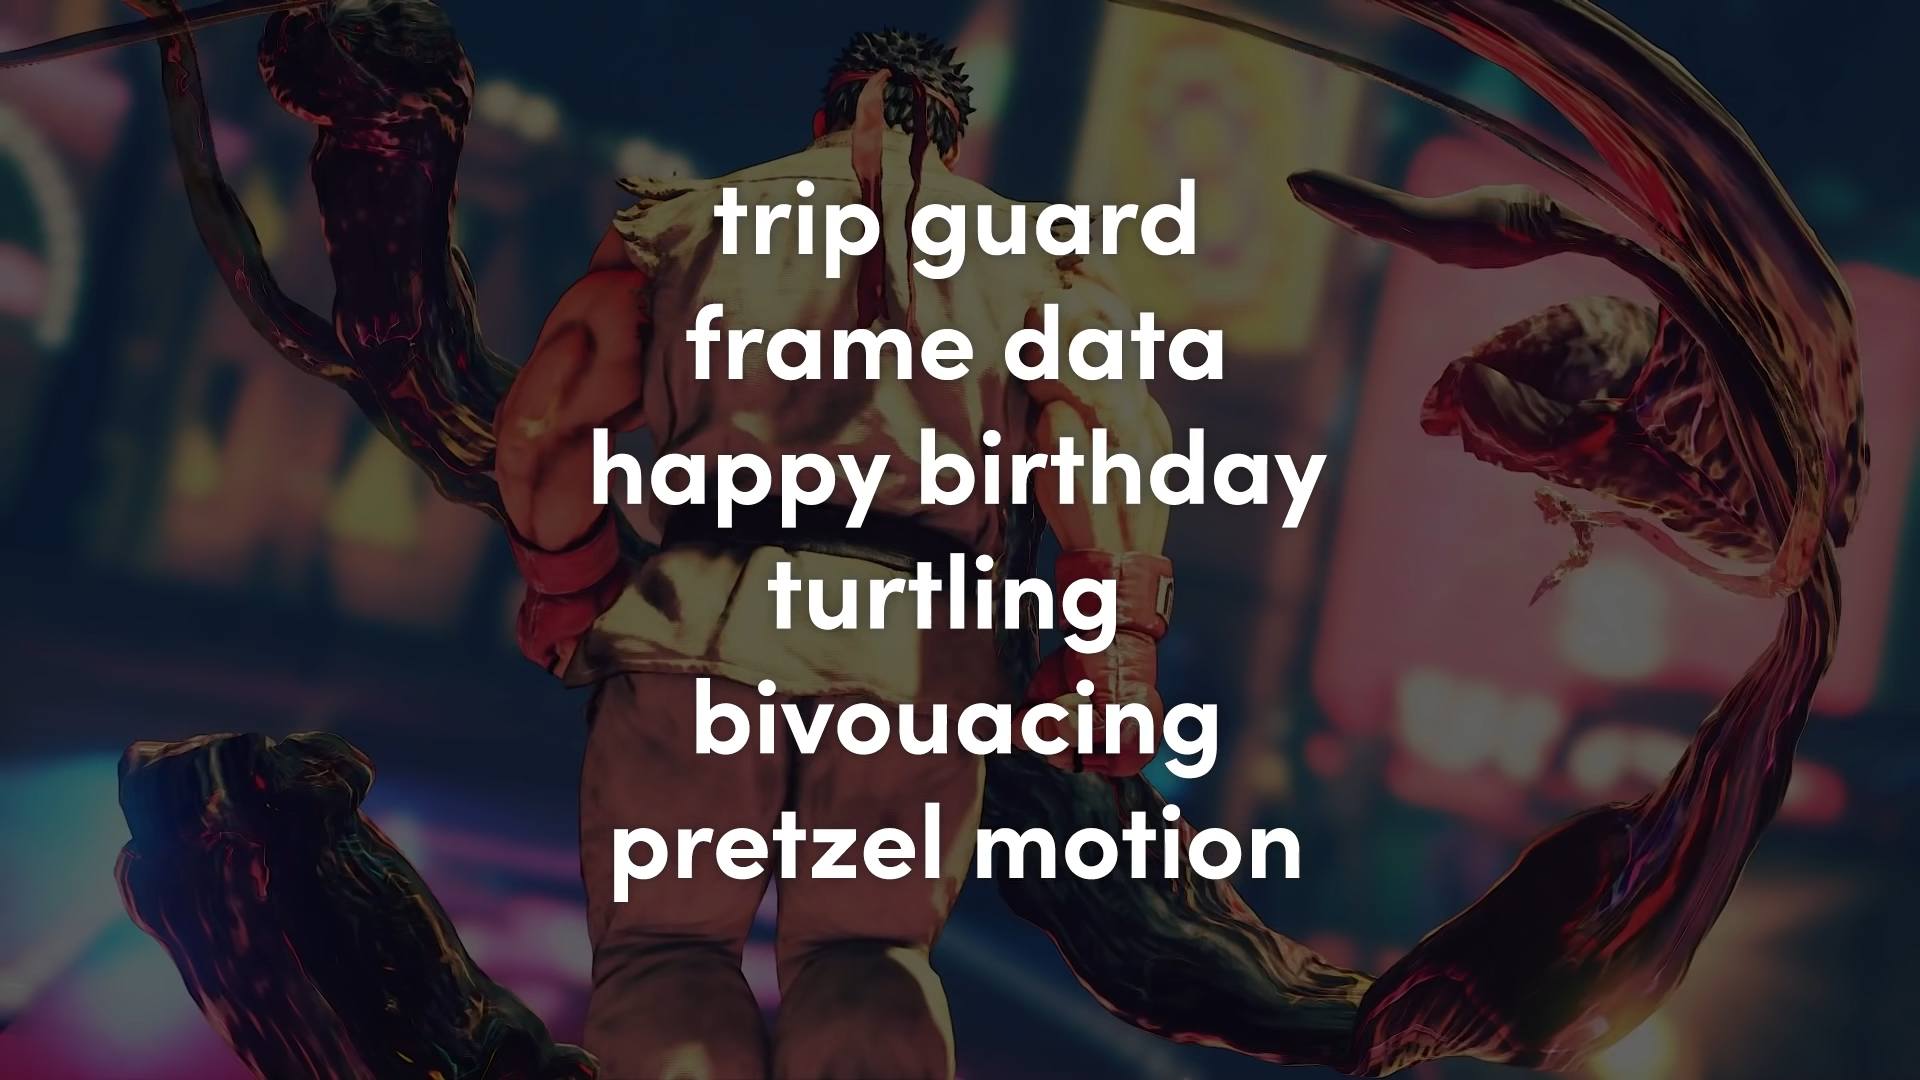 trip guard
frame data
happy birthday
turtling
bivouacing
pretzel motion